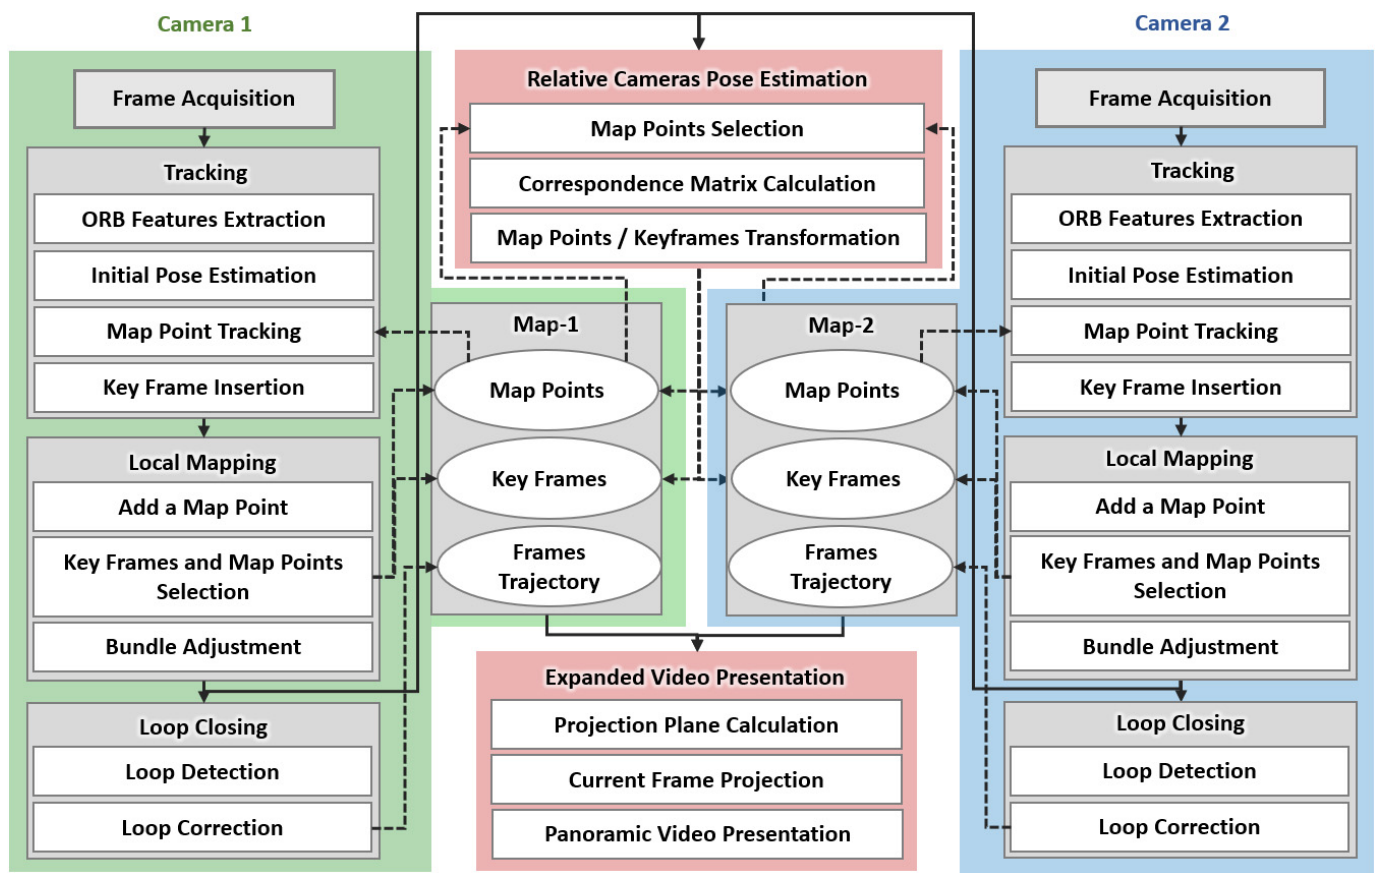 Camera 1
Frame Acquisition
Tracking
ORB Features Extraction
Initial Pose Estimation
Map Point Tracking
Key Frame Insertion
Local Mapping
Add a Map Point
Key Frames and Map Points
Selection
Bundle Adjustment
Loop Closing
Loop Detection
Loop Correction
Relative Cameras Pose Estimation
Map Points Selection
Correspondence Matrix Calculation
Map Points / Keyframes Transformation
Map-1
Map Points
Key Frames
Frames
Trajectory
Map-2
Map Points
Key Frames
Frames
Trajectory
Expanded Video Presentation
Projection Plane Calculation
Current Frame Projection
Panoramic Video Presentation
Camera 2
Frame Acquisition
Tracking
ORB Features Extraction
Initial Pose Estimation
Map Point Tracking
Key Frame Insertion
Local Mapping
Add a Map Point
Key Frames and Map Points
Selection
Bundle Adjustment
Loop Closing
Loop Detection
Loop Correction